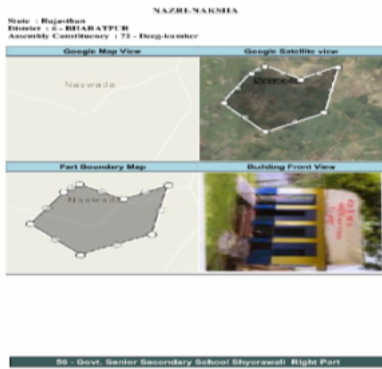 NAZRI-NAKSHA
State : Rajasthan
District : 6 - BHARATPUR
Assembly Constituency : 72 - Deeg-kumher
Google Map View
Google Satellite view
Naswada
Part Boundary Map
Building Front View
Naswada
56 - Govt. Senior Secondary School Shyorawali Right Part